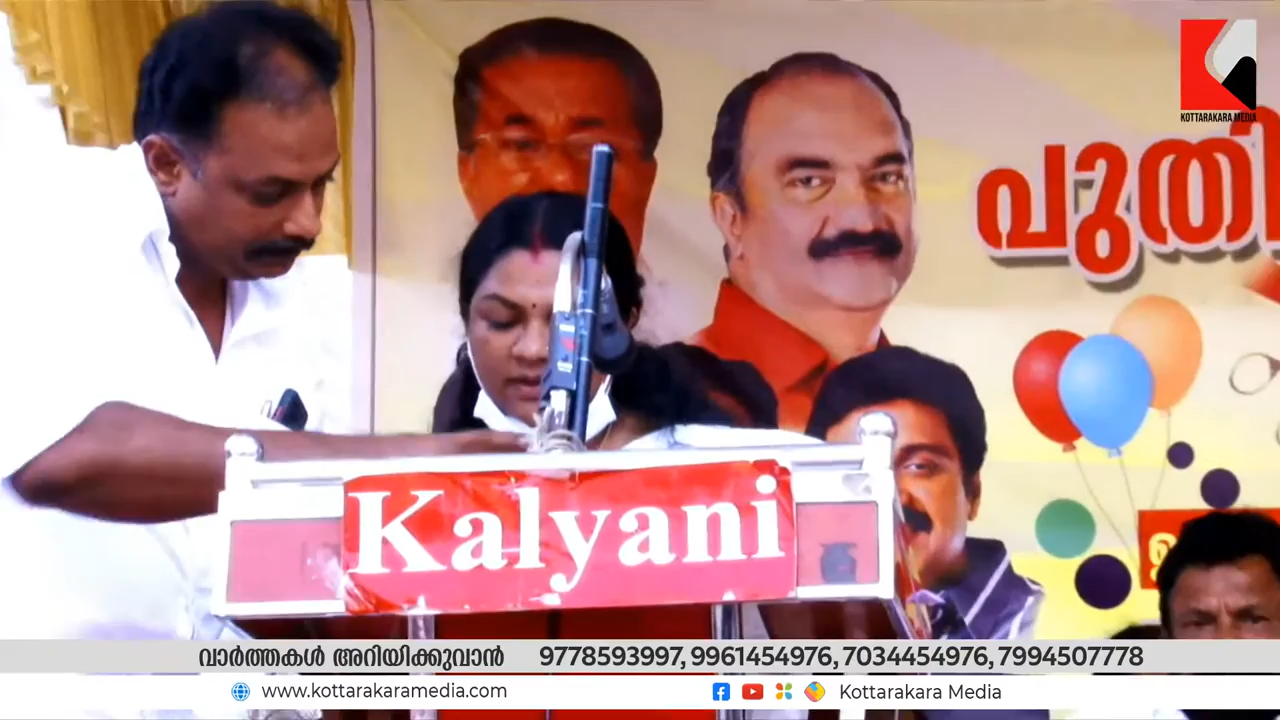 KOTTARAKARA MEDIA
പുതി
Kalyani
വാർത്തകൾ അറിയിക്കുവാൻ 9778593997, 9961454976, 7034454976, 7994507778
www.kottarakaramedia.com Kottarakara Media